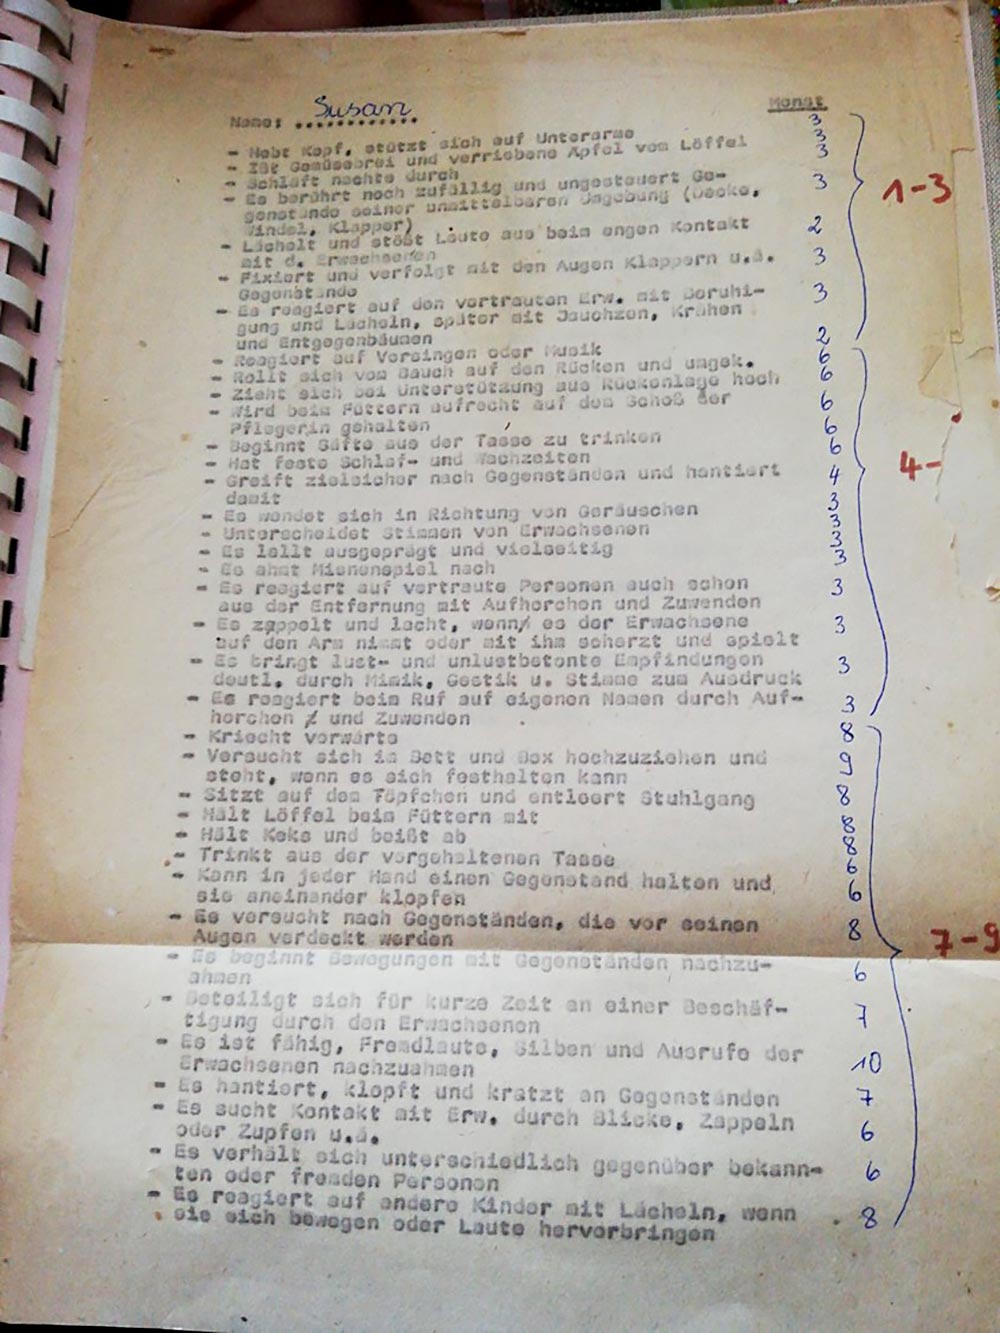 Name: Susan Monat
- Hebt Kopf, stützt sich auf Unterarme 3
- Ißt Gemüsebrei und verriebene Äpfel vom Löffel 3
- Schläft nachts durch 3
- Es berührt noch zufällig und ungesteuert Ge- 3
genstände seiner unmittelbaren Umgebung (Decke,
Windel, Klapper)
- Lächelt und stößt Laute aus beim engen Kontakt 2
mit d. Erwachsenen
- Fixiert und verfolgt mit den Augen Klappern u.ä. 3
Gegenstände
- Es reagiert auf den vertrauten Erw. mit Beruhi- 3
gung und Lächeln, später mit Jauchzen, Krähen
und Entgegenbäumen
- Reagiert auf Vorsingen oder Musik 2
- Rollt sich vom Bauch auf den Rücken und umgek. 6
- Zieht sich bei Unterstützung aus Rückenlage hoch 6
- Wird beim Füttern aufrecht auf dem Schoß der 6
Pflegerin gehalten
- Beginnt Säfte aus der Tasse zu trinken 6
- Hat feste Schlaf- und Wachzeiten 6
- Greift zielsicher nach Gegenständen und hantiert 4
damit
- Es wendet sich in Richtung von Geräuschen 3
- Unterscheidet Stimmen von Erwachsenen 3
- Es lallt ausgeprägt und vielseitig 3
- Es ahmt Mienenspiel nach 3
- Es reagiert auf vertraute Personen auch schon 3
aus der Entfernung mit Aufhorchen und Zuwenden
- Es zappelt und lacht, wenn es der Erwachsene 3
auf den Arm nimmt oder mit ihm scherzt und spielt
- Es bringt lust- und unlustbetonte Empfindungen 3
deutl. durch Mimik, Gestik u. Stimme zum Ausdruck
- Es reagiert beim Ruf auf eigenen Namen durch Auf- 3
horchen und Zuwenden
- Kriecht vorwärts 8
- Versucht sich in Bett und Box hochzuziehen und 9
steht, wenn es sich festhalten kann
- Sitzt auf dem Töpfchen und entleert Stuhlgang 8
- Hält Löffel beim Füttern mit 8
- Hält Keks und beißt ab 8
- Trinkt aus der vorgehaltenen Tasse 6
- Kann in jeder Hand einen Gegenstand halten und 6
sie aneinander klopfen
- Es versucht nach Gegenständen, die vor seinen 8
Augen verdeckt werden
- Es beginnt Bewegungen mit Gegenständen nachzu- 6
ahmen
- Beteiligt sich für kurze Zeit an einer Beschäf- 7
tigung durch den Erwachsenen
- Es ist fähig, Fremdlaute, Silben und Ausrufe der 10
Erwachsenen nachzuahmen
- Es hantiert, klopft und kratzt an Gegenständen 7
- Es sucht Kontakt mit Erw. durch Blicke, Zappeln 6
oder Zupfen u.ä.
- Es verhält sich unterschiedlich gegenüber bekann- 6
ten oder fremden Personen
- Es reagiert auf andere Kinder mit Lächeln, wenn 8
sie sich bewegen oder Laute hervorbringen
1-3
4-
7-9